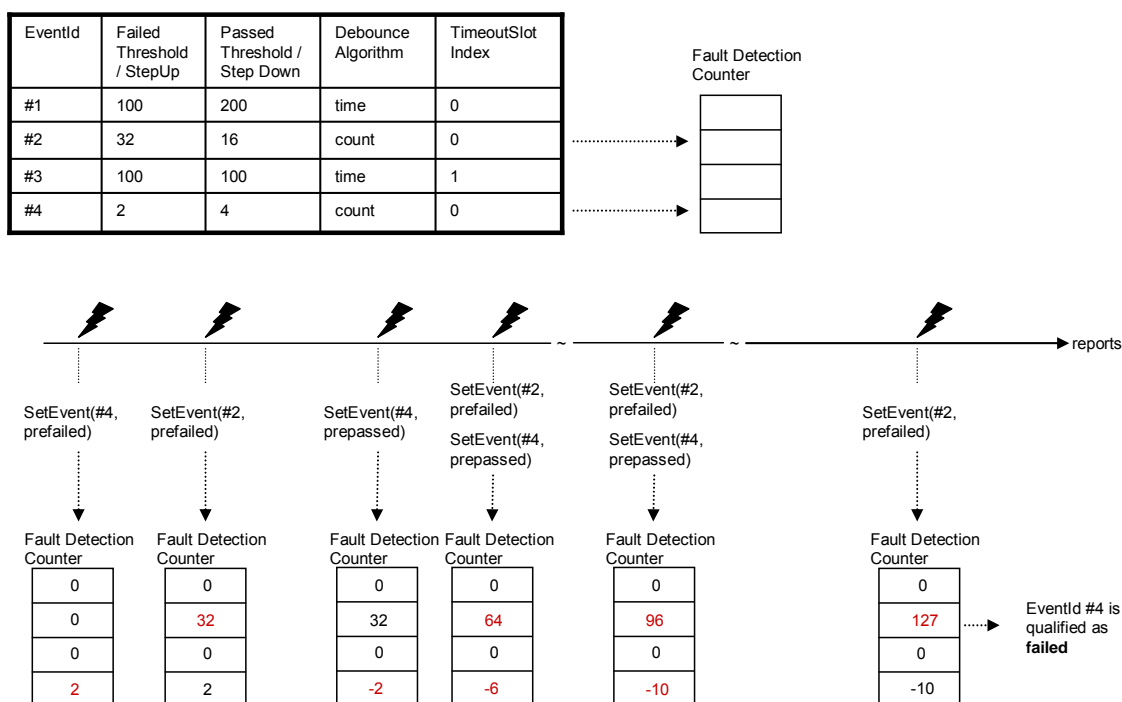 EventId Failed Threshold / StepUp Passed Threshold / Step Down Debounce Algorithm TimeoutSlot Index
#1 100 200 time 0
#2 32 16 count 0
#3 100 100 time 1
#4 2 4 count 0
Fault Detection
Counter
~ ~ reports
SetEvent(#4,
prefailed)
SetEvent(#2,
prefailed)
SetEvent(#4,
prepassed)
SetEvent(#2,
prefailed)
SetEvent(#4,
prepassed)
SetEvent(#2,
prefailed)
SetEvent(#4,
prepassed)
SetEvent(#2,
prefailed)
Fault Detection
Counter
0
0
0
2
Fault Detection
Counter
0
32
0
2
Fault Detection
Counter
0
32
0
-2
Fault Detection
Counter
0
64
0
-6
Fault Detection
Counter
0
96
0
-10
Fault Detection
Counter
0
127
0
-10
EventId #4 is
qualified as
failed